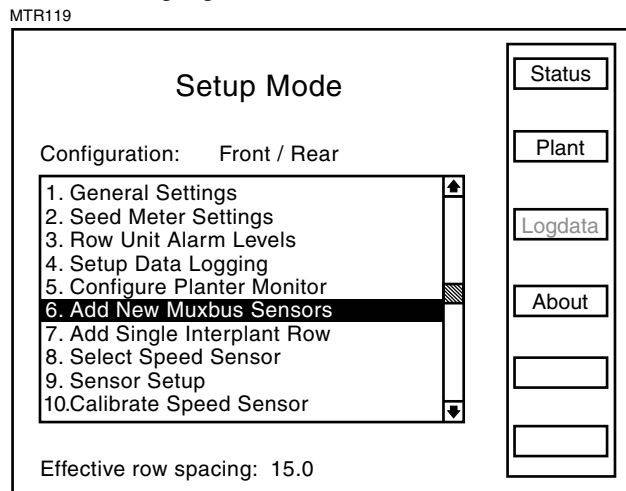 MTR119
Setup Mode
Configuration: Front / Rear
1. General Settings
2. Seed Meter Settings
3. Row Unit Alarm Levels
4. Setup Data Logging
5. Configure Planter Monitor
6. Add New Muxbus Sensors
7. Add Single Interplant Row
8. Select Speed Sensor
9. Sensor Setup
10.Calibrate Speed Sensor
Effective row spacing: 15.0
Status
Plant
Logdata
About